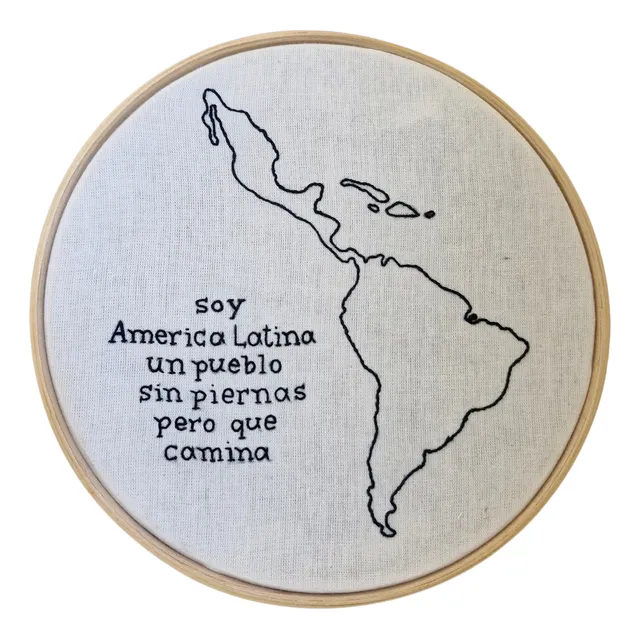 soy
America Latina
un pueblo
sin piernas
pero que
camina